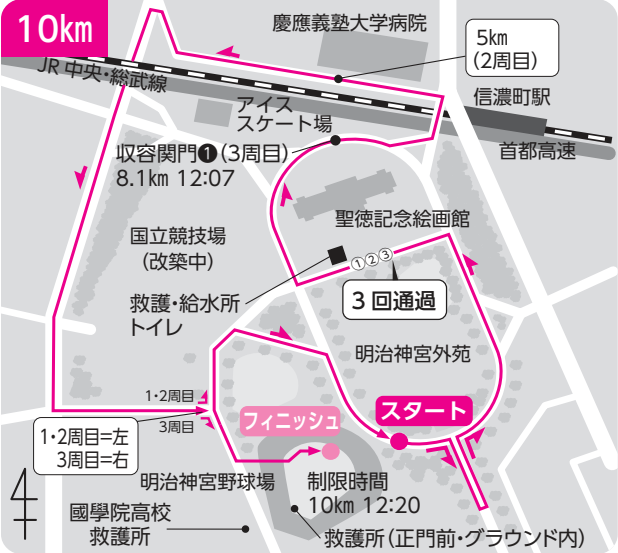 10km
慶應義塾大学病院
5km
(2周目)
JR 中央・総武線
信濃町駅
アイス
スケート場
首都高速
収容関門❶(3周目)
8.1km 12:07
聖徳記念絵画館
国立競技場
(改築中)
①②③
救護・給水所
トイレ
3回通過
明治神宮外苑
1・2周目
3周目
フィニッシュ
スタート
1・2周目=左
3周目=右
明治神宮野球場
制限時間
10km 12:20
國學院高校
救護所
救護所(正門前・グラウンド内)